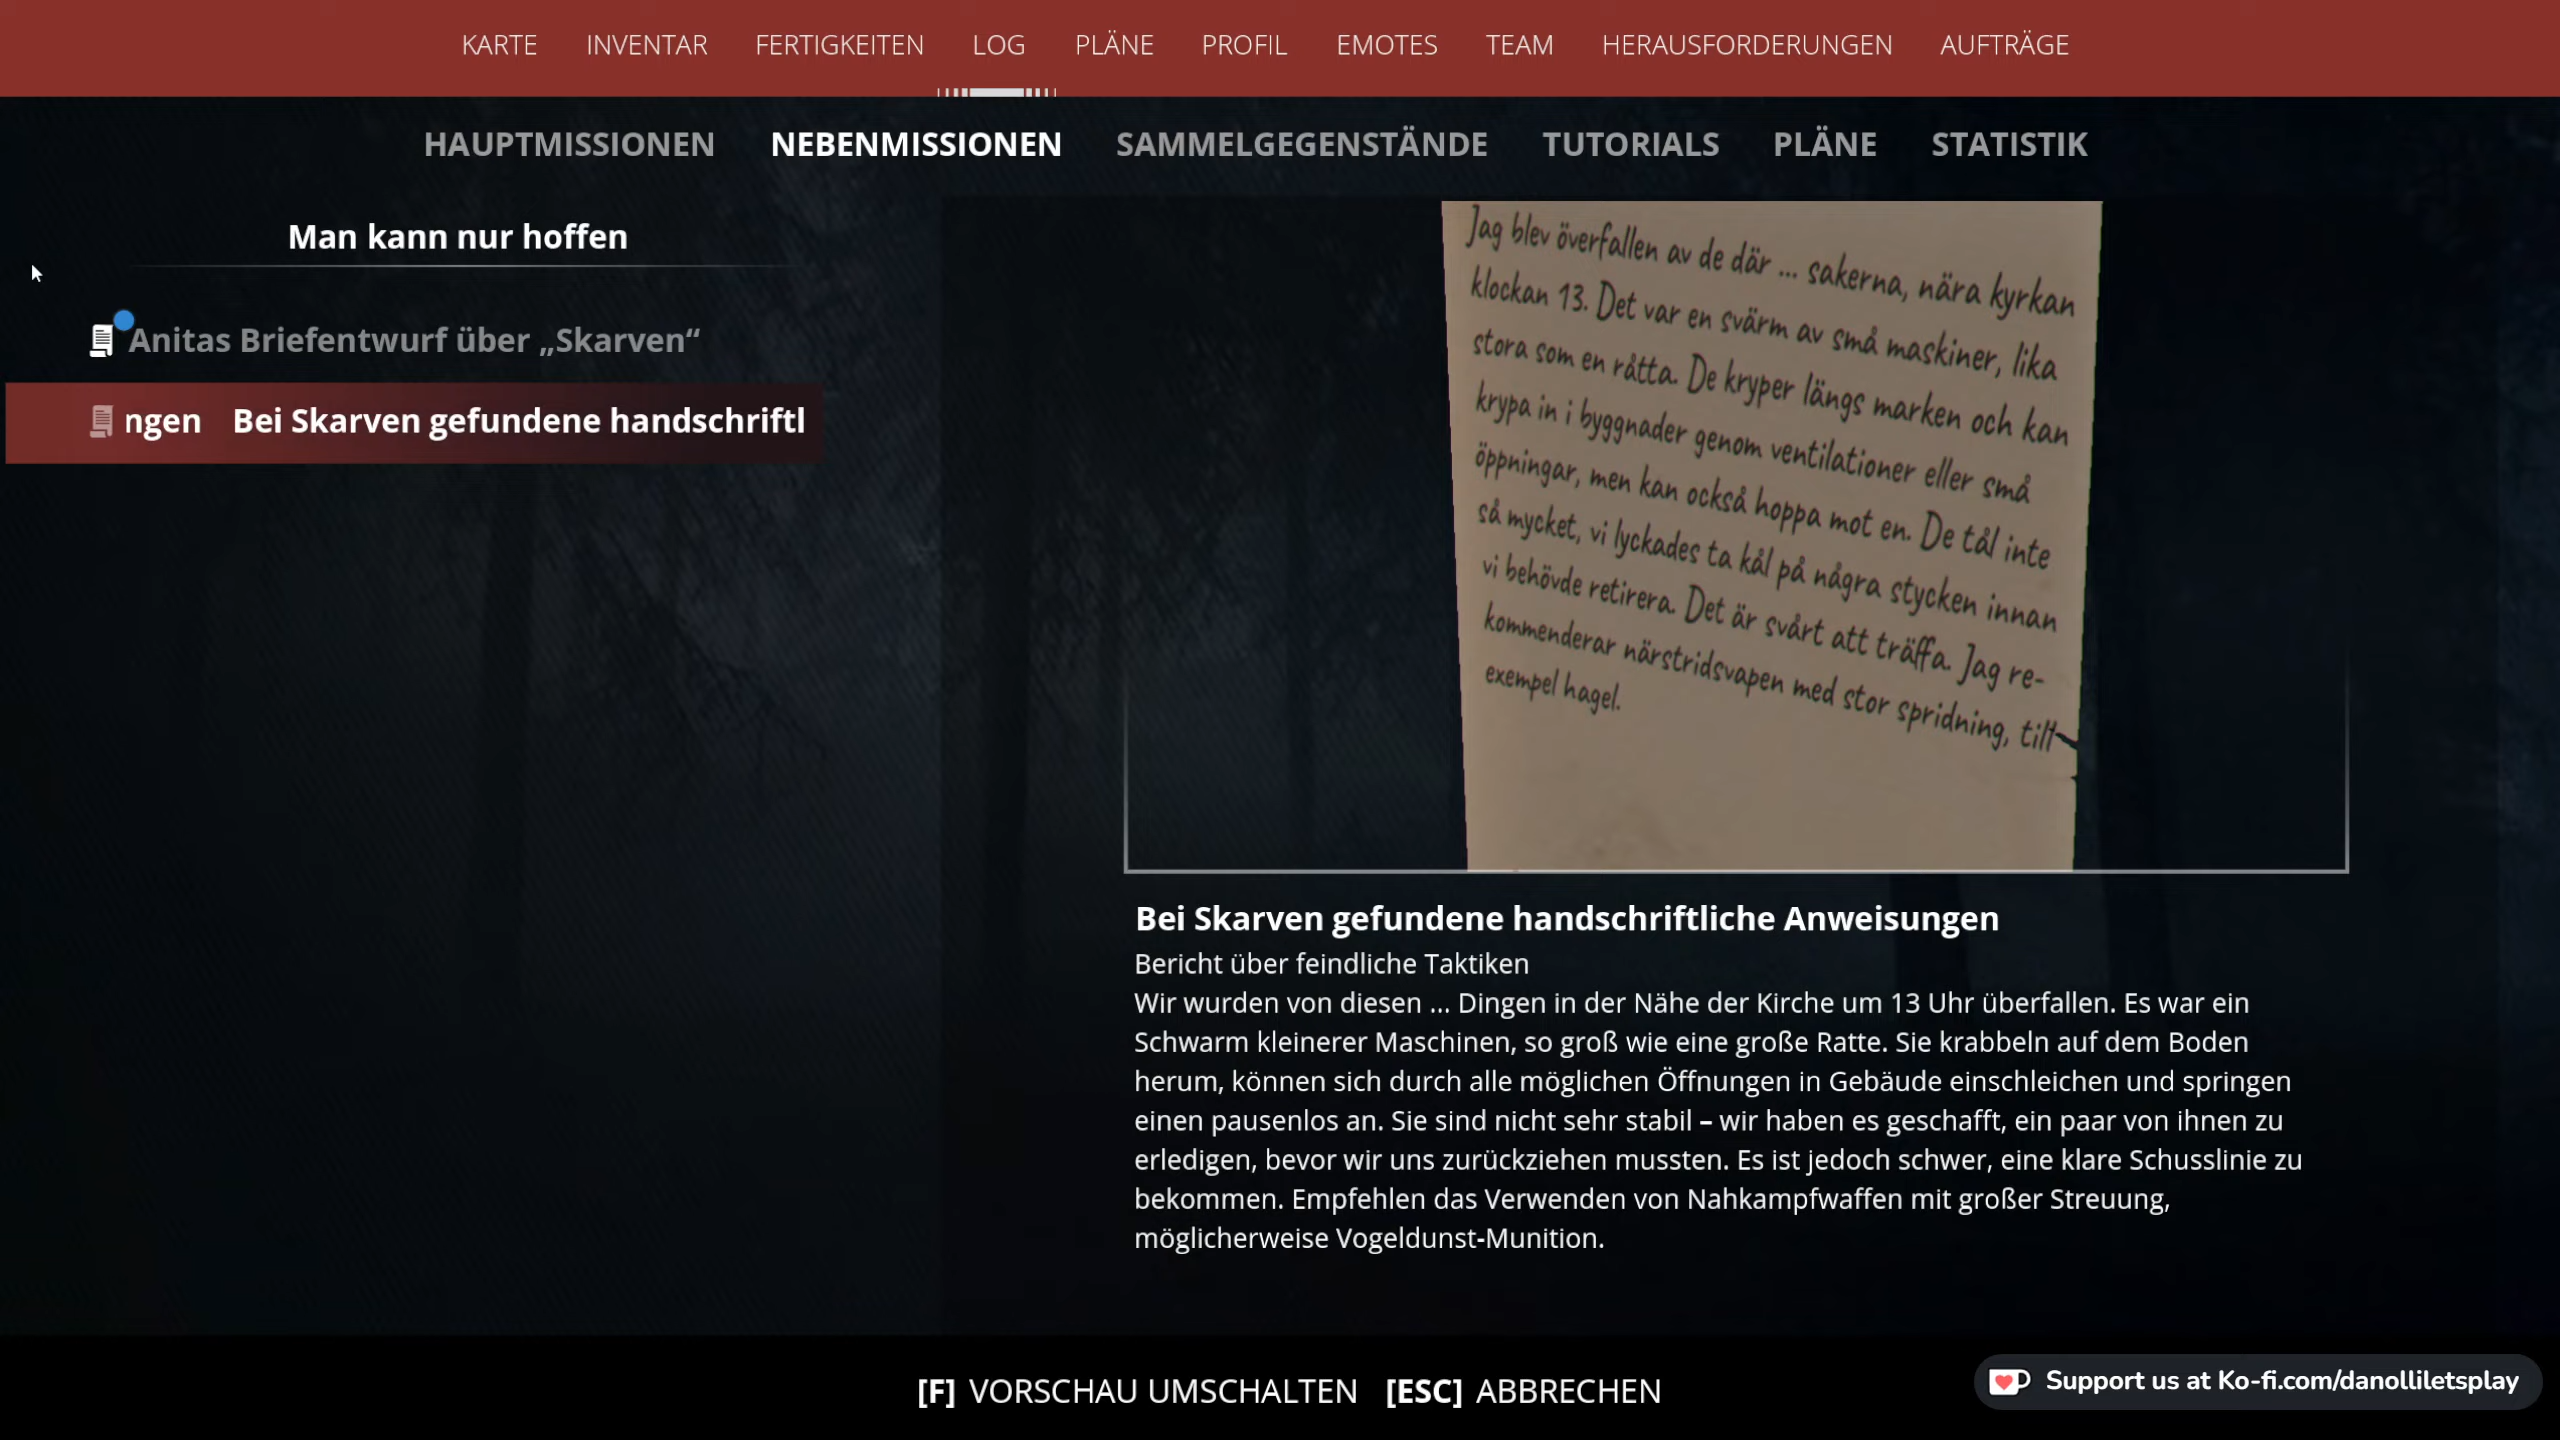 KARTE INVENTAR FERTIGKEITEN LOG PLÄNE PROFIL EMOTES TEAM HERAUSFORDERUNGEN AUFTRÄGE
HAUPTMISSIONEN NEBENMISSIONEN SAMMELGEGENSTÄNDE TUTORIALS PLÄNE STATISTIK
Man kann nur hoffen
Anitas Briefentwurf über „Skarven“
ngen Bei Skarven gefundene handschriftl
Jag blev överfallen av de där ... sakerna, nära kyrkan
klockan 13. Det var en svärm av små maskiner, lika
stora som en råtta. De kryper längs marken och kan
krypa in i byggnader genom ventilationer eller små
öppningar, men kan också hoppa mot en. De tål inte
så mycket, vi lyckades ta kål på några stycken innan
vi behövde retirera. Det är svårt att träffa. Jag re-
kommenderar närstridsvapen med stor spridning, till
exempel hagel.
Bei Skarven gefundene handschriftliche Anweisungen
Bericht über feindliche Taktiken
Wir wurden von diesen ... Dingen in der Nähe der Kirche um 13 Uhr überfallen. Es war ein
Schwarm kleinerer Maschinen, so groß wie eine große Ratte. Sie krabbeln auf dem Boden
herum, können sich durch alle möglichen Öffnungen in Gebäude einschleichen und springen
einen pausenlos an. Sie sind nicht sehr stabil – wir haben es geschafft, ein paar von ihnen zu
erledigen, bevor wir uns zurückziehen mussten. Es ist jedoch schwer, eine klare Schusslinie zu
bekommen. Empfehlen das Verwenden von Nahkampfwaffen mit großer Streuung,
möglicherweise Vogeldunst-Munition.
[F] VORSCHAU UMSCHALTEN [ESC] ABBRECHEN
Support us at Ko-fi.com/danolliletsplay